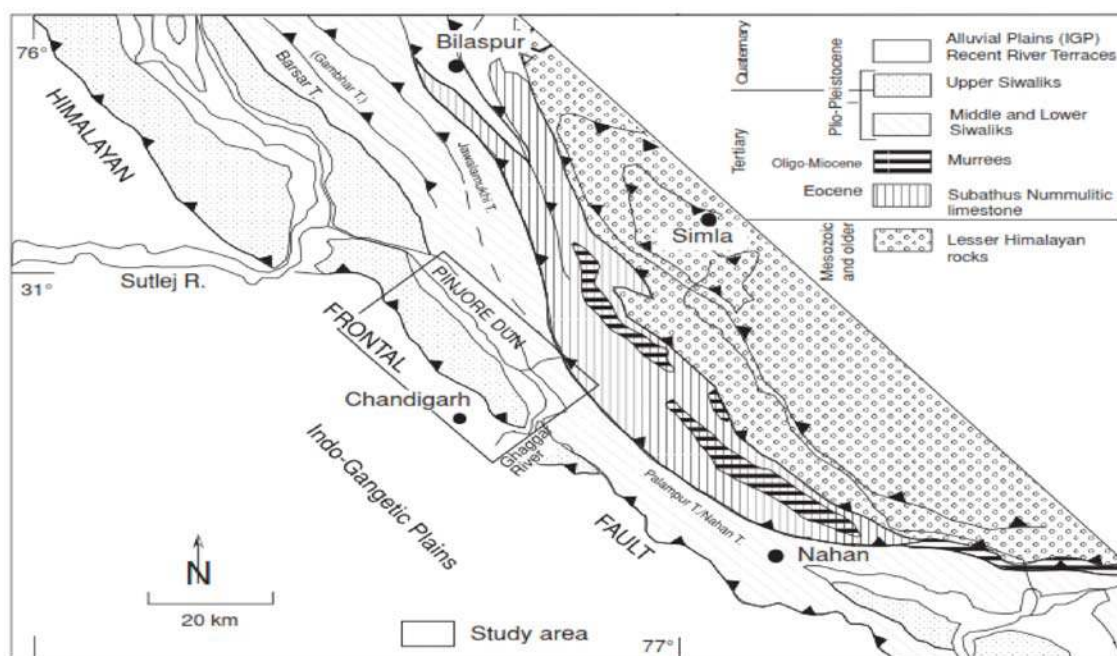 76°
Bilaspur
Barsar T.
(Gambhar T.)
HIMALAYAN
Jawalamukhi T.
Simla
Sutlej R.
31°
PINJORE DUN
FRONTAL
Chandigarh
Ghaggar
River
Indo-Gangetic Plains
FAULT
Palampur T./Nahan T.
Nahan
N
20 km
Study area
77°
Quaternary
Alluvial Plains (IGP)
Recent River Terraces
Plio-Pleistocene
Upper Siwaliks
Tertiary
Middle and Lower
Siwaliks
Oligo-Miocene
Murrees
Eocene
Subathus Nummulitic
limestone
Mesozoic
and older
Lesser Himalayan
rocks